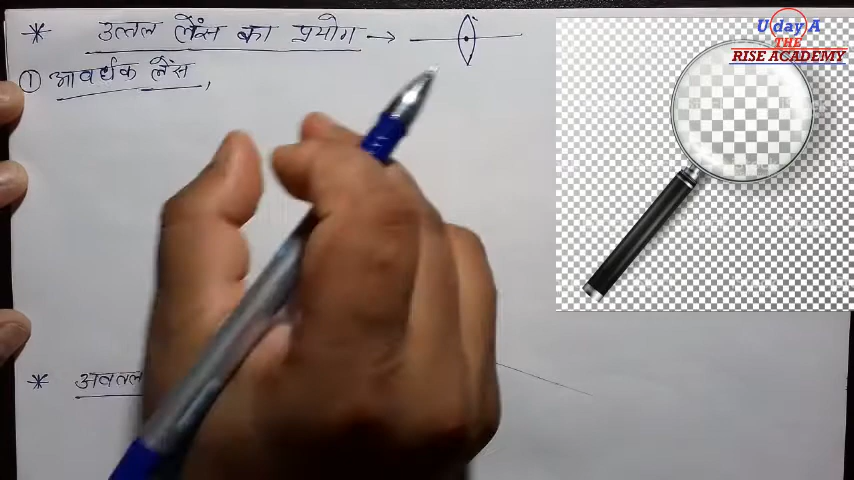 * उत्तल लेंस का प्रयोग →
① आवर्धक लेंस,
* अवतल
Uday A
THE
RISE ACADEMY